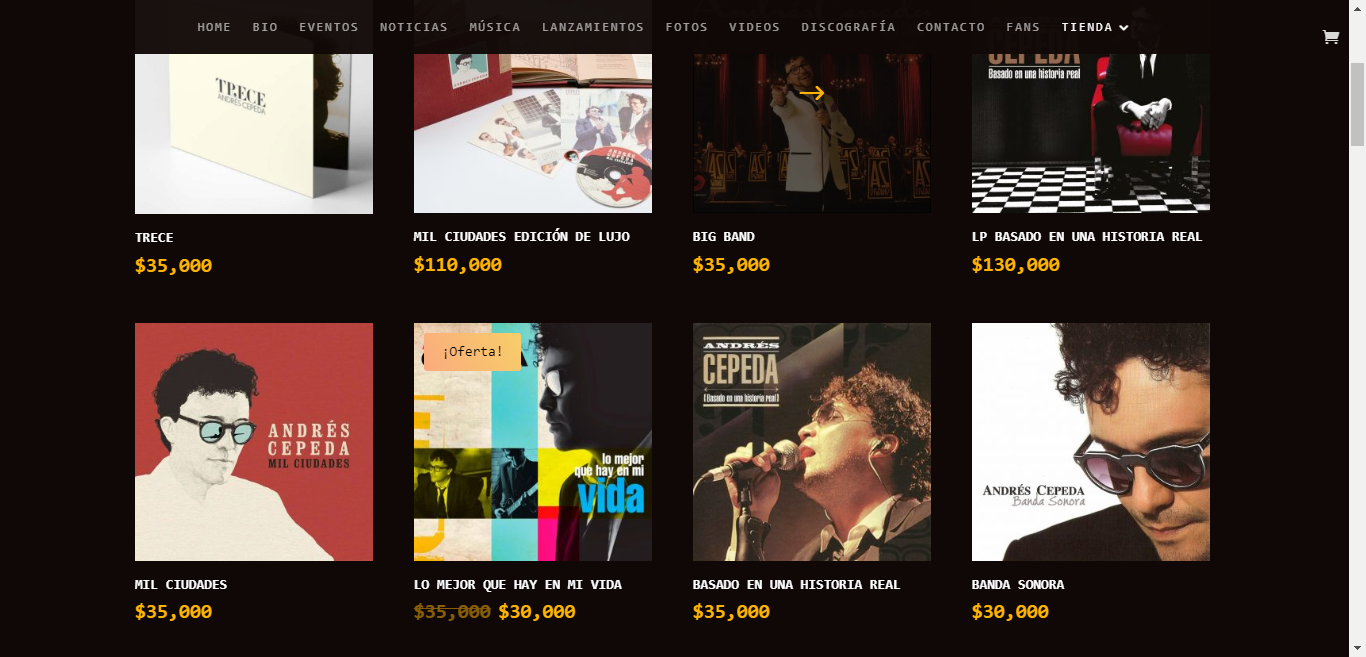 HOME BIO EVENTOS NOTICIAS MÚSICA LANZAMIENTOS FOTOS VIDEOS DISCOGRAFÍA CONTACTO FANS TIENDA
TRECE
ANDRÉS CEPEDA
CEPEDA
Basado en una historia real
TRECE
$35,000
MIL CIUDADES EDICIÓN DE LUJO
$110,000
BIG BAND
$35,000
LP BASADO EN UNA HISTORIA REAL
$130,000
ANDRÉS
CEPEDA
MIL CIUDADES
¡Oferta!
lo mejor
que hay en mi
vida
ANDRÉS
CEPEDA
(Basado en una historia real)
ANDRÉS CEPEDA
Banda Sonora
MIL CIUDADES
$35,000
LO MEJOR QUE HAY EN MI VIDA
$35,000 $30,000
BASADO EN UNA HISTORIA REAL
$35,000
BANDA SONORA
$30,000